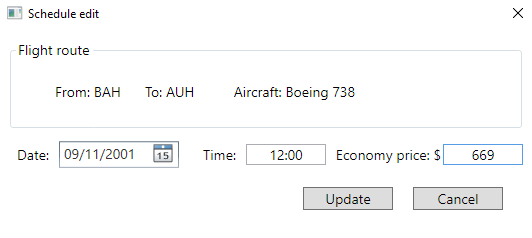 Schedule edit
Flight route
From: BAH To: AUH Aircraft: Boeing 738
Date: 09/11/2001 15 Time: 12:00 Economy price: $ 669
Update Cancel